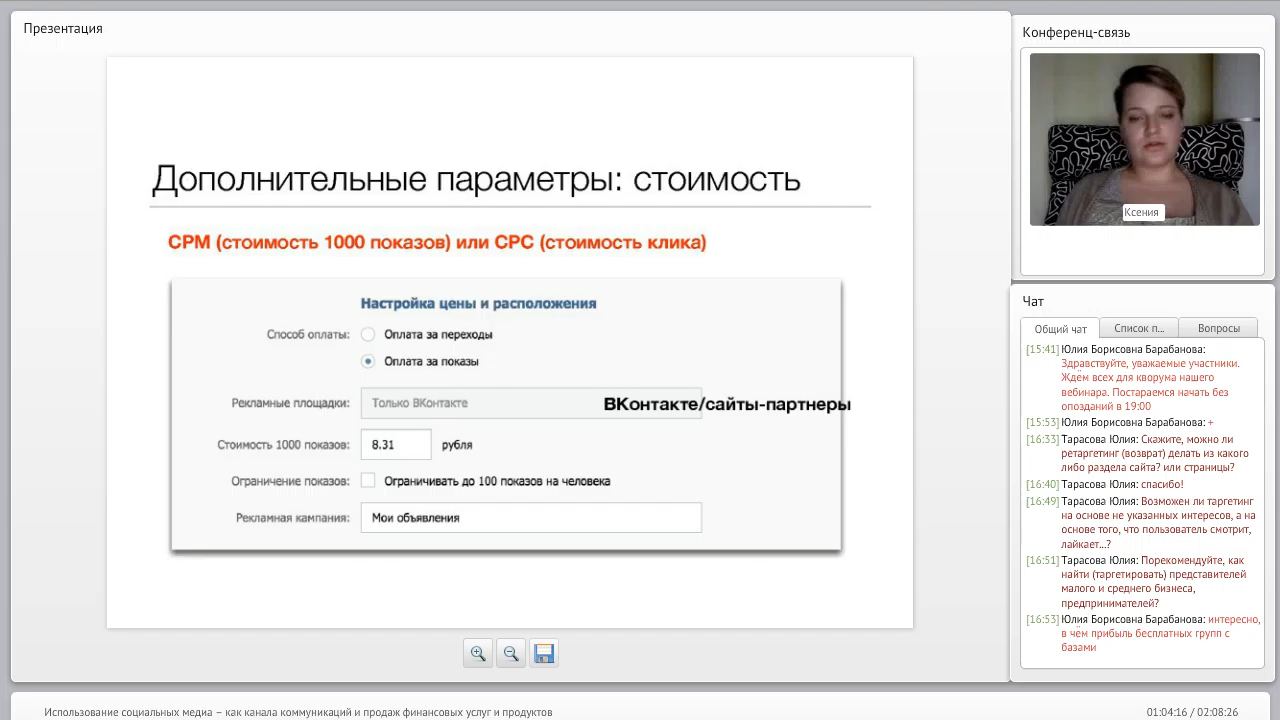 Презентация
Дополнительные параметры: стоимость
CPM (стоимость 1000 показов) или CPC (стоимость клика)
Настройка цены и расположения
Способ оплаты: Оплата за переходы
Оплата за показы
Рекламные площадки: Только ВКонтакте ВКонтакте/сайты-партнеры
Стоимость 1000 показов: 8.31 рубля
Ограничение показов: Ограничивать до 100 показов на человека
Рекламная кампания: Мои объявления
Конференц-связь
Ксения
Чат
Общий чат Список п... Вопросы
[15:41] Юлия Борисовна Барабанова:
Здравствуйте, уважаемые участники.
Ждём всех для кворума нашего
вебинара. Постараемся начать без
опозданий в 19:00
[15:53] Юлия Борисовна Барабанова: +
[16:33] Тарасова Юлия: Скажите, можно ли
ретаргетинг (возврат) делать из какого
либо раздела сайта? или страницы?
[16:40] Тарасова Юлия: спасибо!
[16:49] Тарасова Юлия: Возможен ли таргетинг
на основе не указанных интересов, а на
основе того, что пользователь смотрит,
лайкает...?
[16:51] Тарасова Юлия: Порекомендуйте, как
найти (таргетировать) представителей
малого и среднего бизнеса,
предпринимателей?
[16:53] Юлия Борисовна Барабанова: интересно,
в чём прибыль бесплатных групп с
базами
Использование социальных медиа – как канала коммуникаций и продаж финансовых услуг и продуктов
01:04:16 / 02:08:26